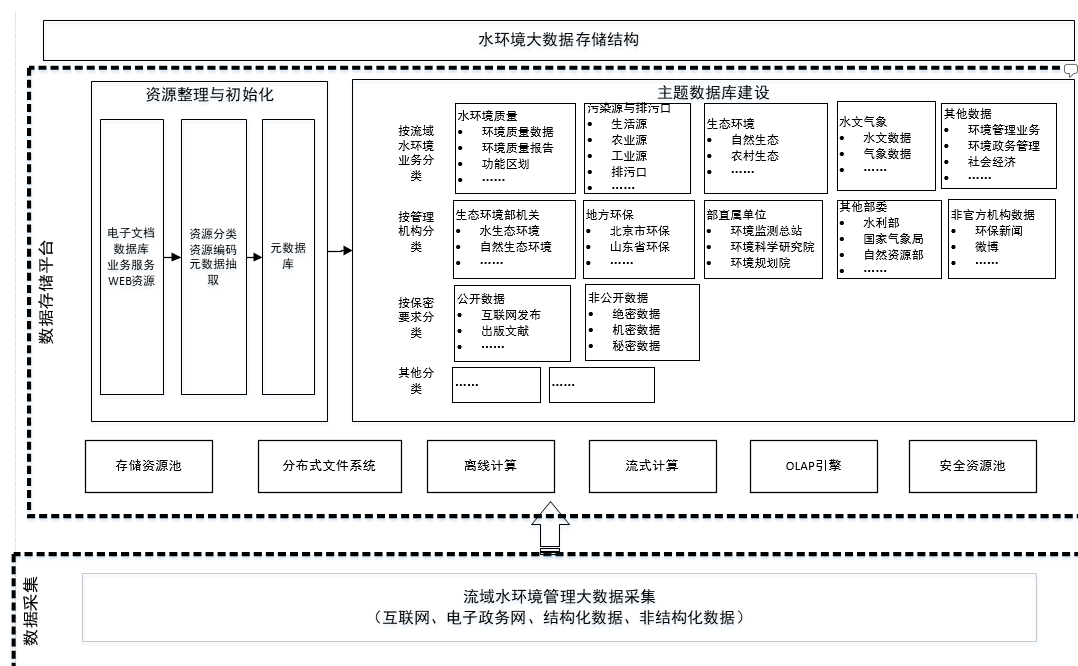 水环境大数据存储结构
数据存储平台
资源整理与初始化
电子文档
数据库
业务服务
WEB资源
资源分类
资源编码
元数据抽
取
元数据
库
主题数据库建设
按流域
水环境
业务分
类
水环境质量
• 环境质量数据
• 环境质量报告
• 功能区划
• ……
污染源与排污口
• 生活源
• 农业源
• 工业源
• 排污口
• ……
生态环境
• 自然生态
• 农村生态
• ……
水文气象
• 水文数据
• 气象数据
• ……
其他数据
• 环境管理业务
• 环境政务管理
• 社会经济
• ……
按管理
机构分
类
生态环境部机关
• 水生态环境
• 自然生态环境
• ……
地方环保
• 北京市环保
• 山东省环保
• ……
部直属单位
• 环境监测总站
• 环境科学研究院
• 环境规划院
其他部委
• 水利部
• 国家气象局
• 自然资源部
• ……
非官方机构数据
• 环保新闻
• 微博
• ……
按保密
要求分
类
公开数据
• 互联网发布
• 出版文献
• ……
非公开数据
• 绝密数据
• 机密数据
• 秘密数据
其他分
类
……
……
存储资源池
分布式文件系统
离线计算
流式计算
OLAP引擎
安全资源池
数据采集
流域水环境管理大数据采集
（互联网、电子政务网、结构化数据、非结构化数据）